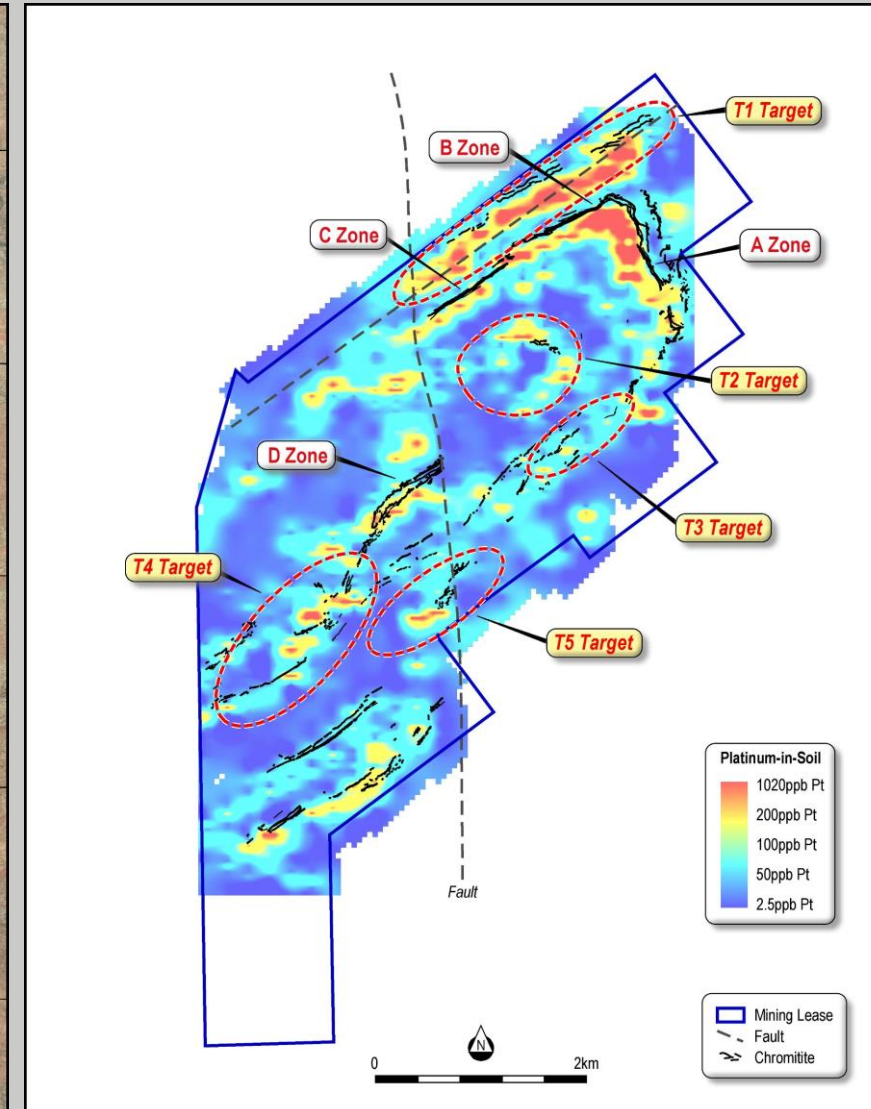 T1 Target
B Zone
C Zone
A Zone
T2 Target
D Zone
T3 Target
T4 Target
T5 Target
Platinum-in-Soil
1020ppb Pt
200ppb Pt
100ppb Pt
50ppb Pt
2.5ppb Pt
Fault
Mining Lease
Fault
Chromitite
N
0 2km